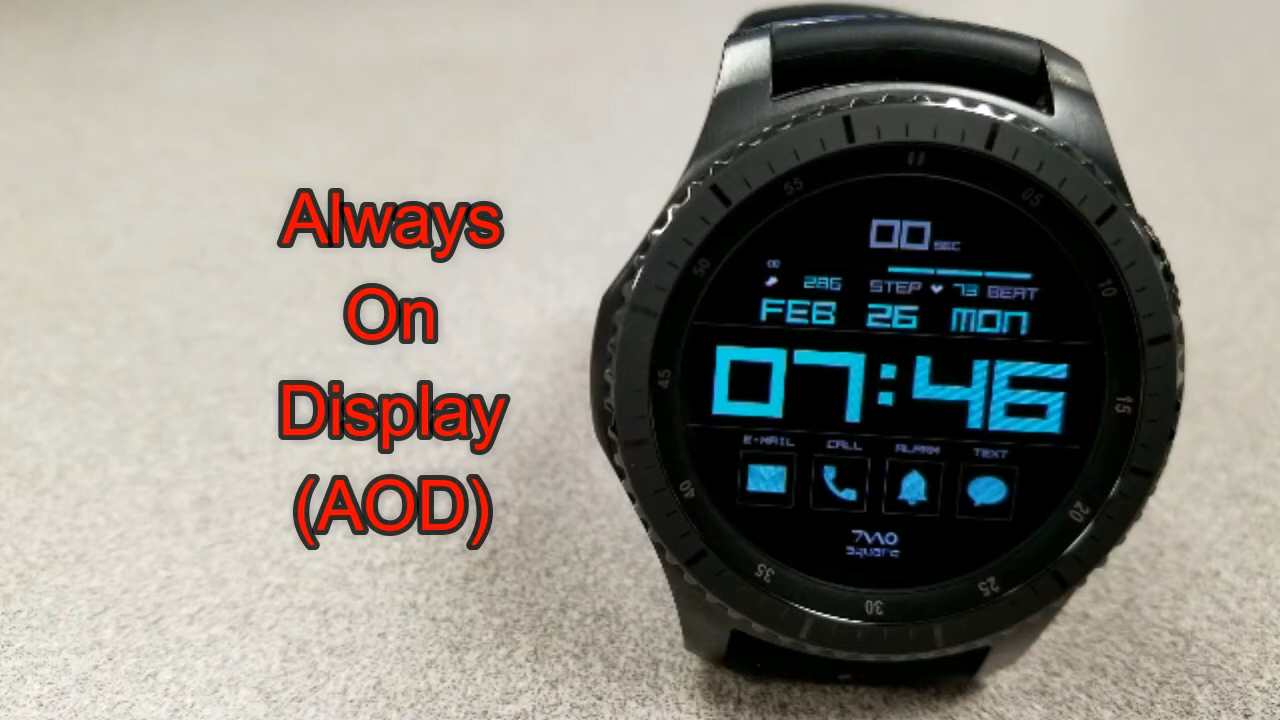 Always
On
Display
(AOD)
55
05
50
10
45
15
40
20
35
25
30
00 SEC
286 STEP 73 BEAT
FEB 26 MON
07:46
E-MAIL CALL ALARM TEXT
Square